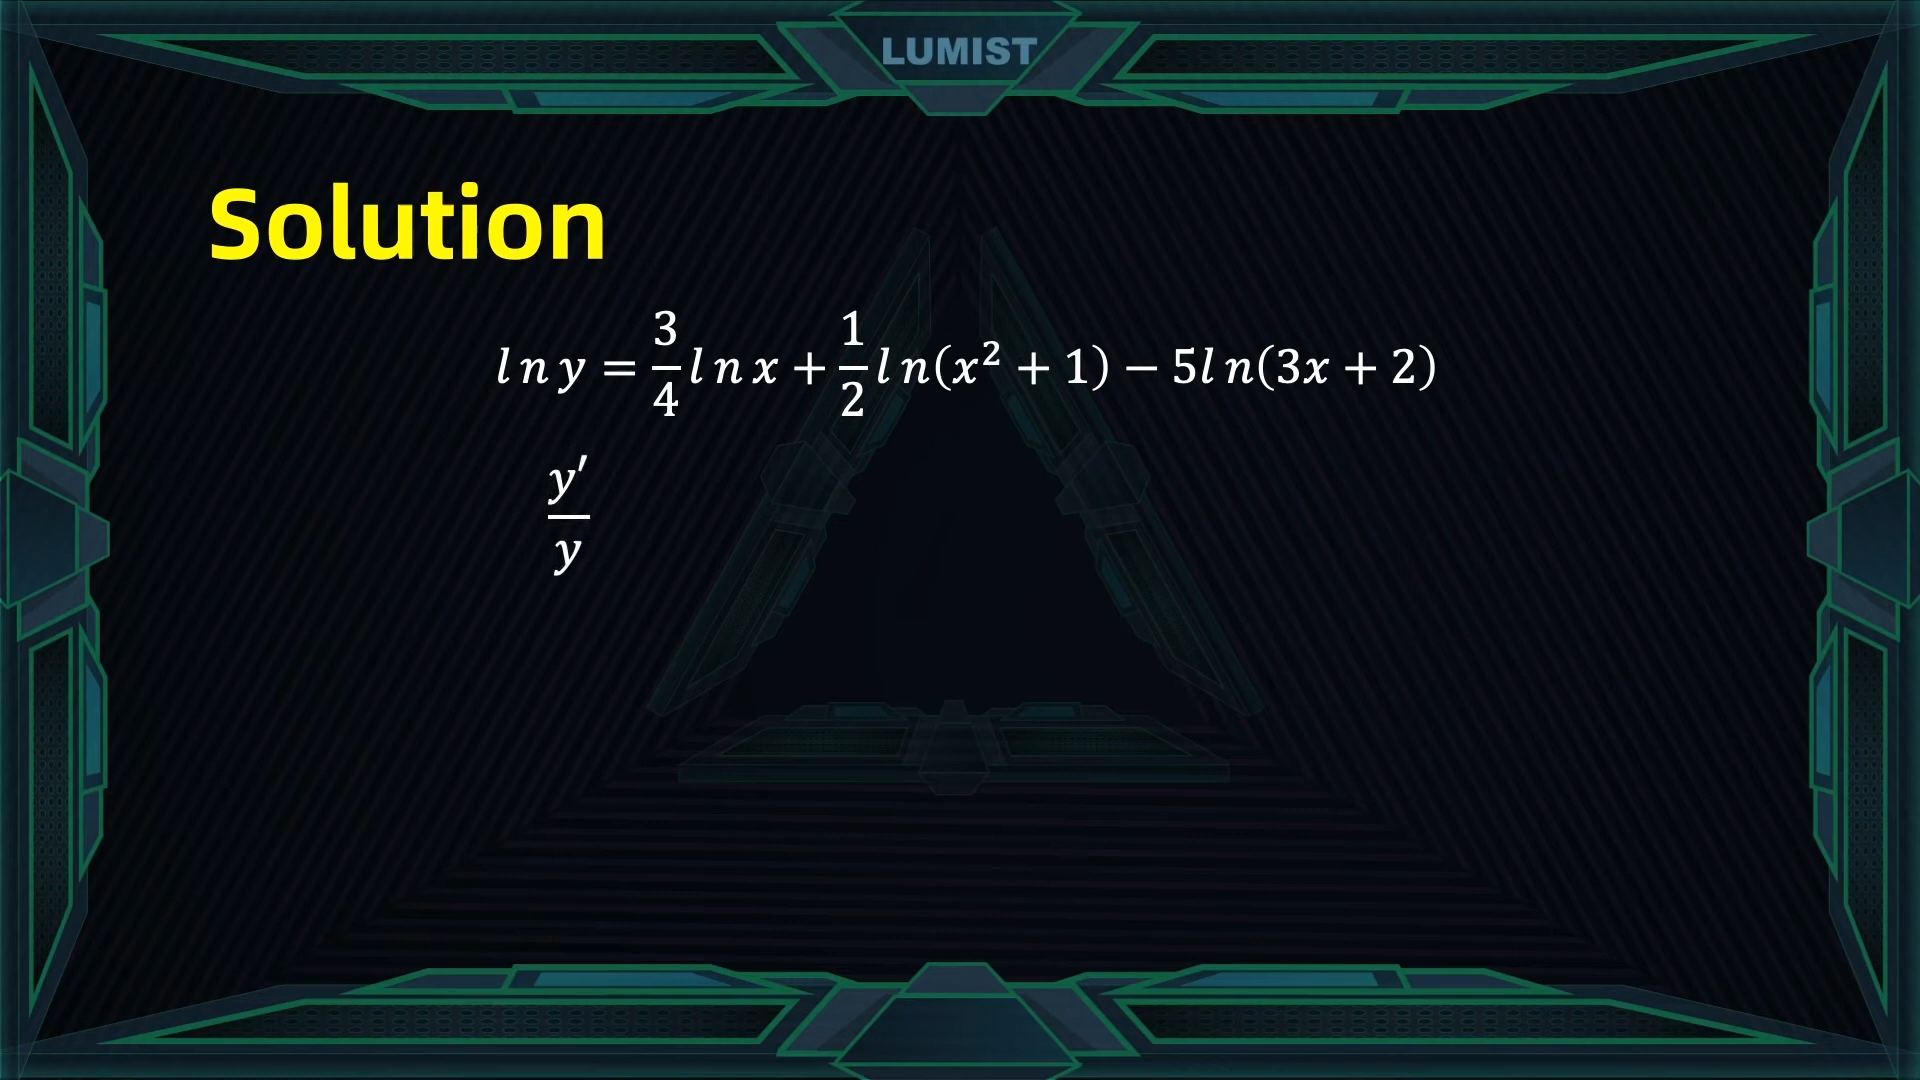 LUMIST
Solution
ln y = 3/4 ln x + 1/2 ln(x² + 1) − 5ln(3x + 2)
y′/y